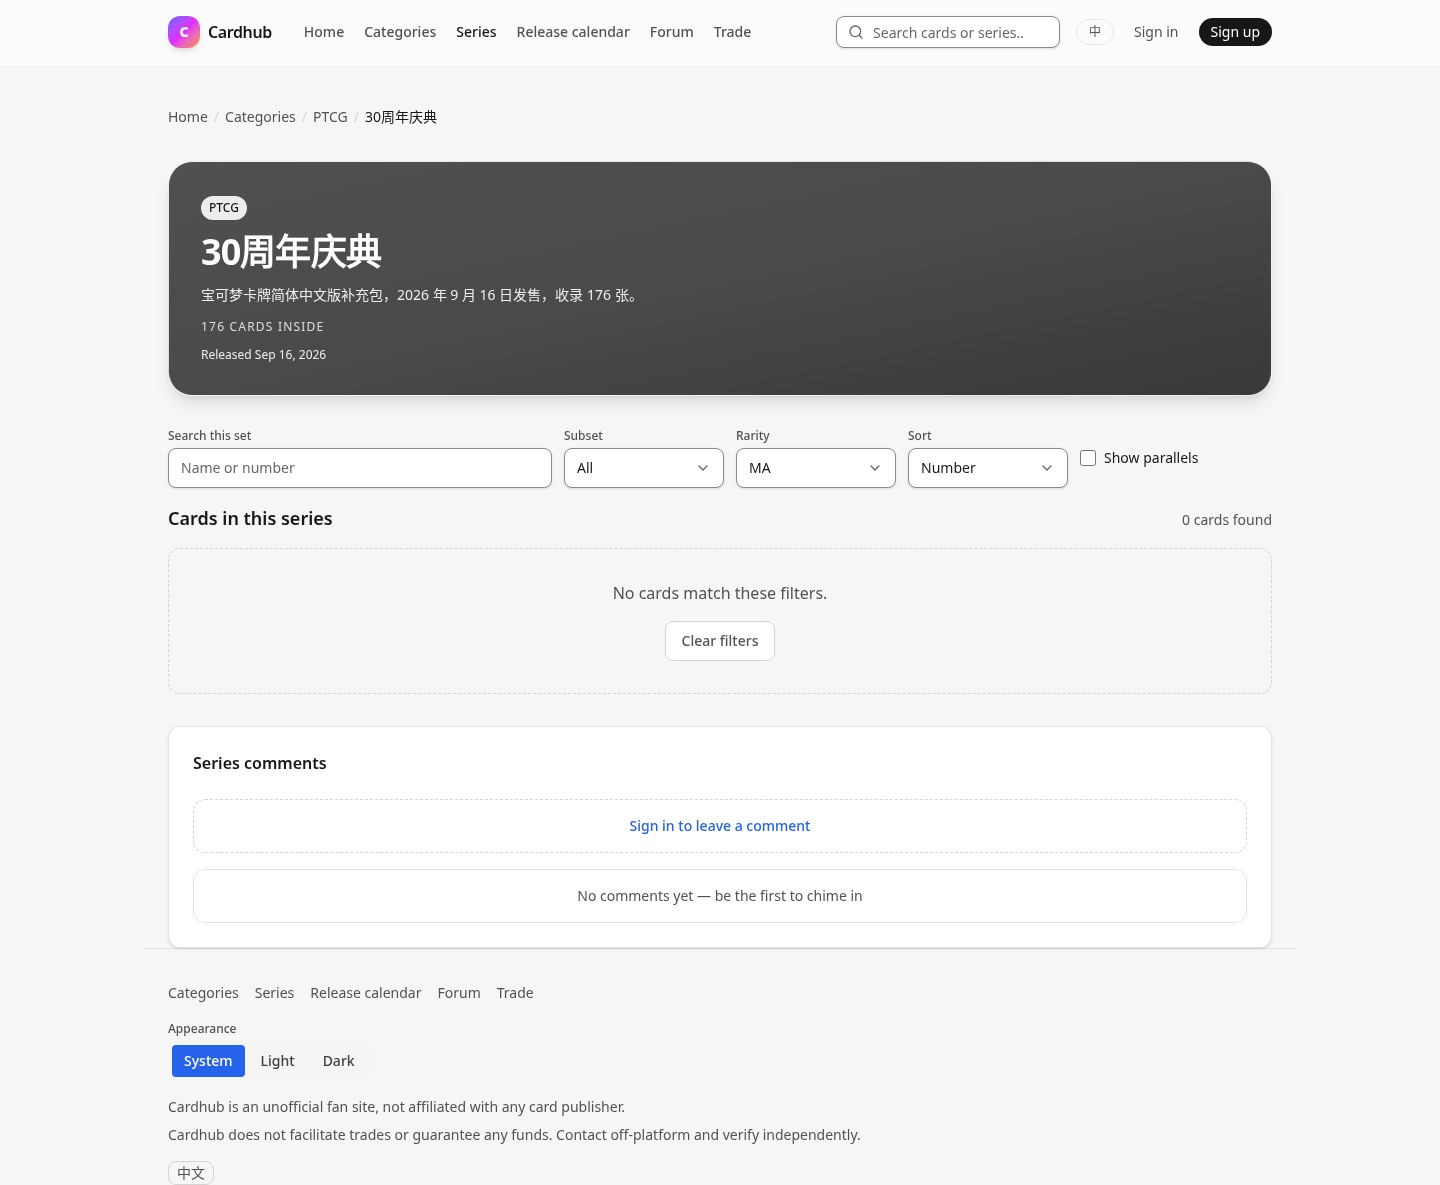 C Cardhub Home Categories Series Release calendar Forum Trade Search cards or series.. 中 Sign in Sign up
Home / Categories / PTCG / 30周年庆典
PTCG
30周年庆典
宝可梦卡牌简体中文版补充包，2026 年 9 月 16 日发售，收录 176 张。
176 CARDS INSIDE
Released Sep 16, 2026
Search this set Subset Rarity Sort
Name or number All MA Number Show parallels
Cards in this series 0 cards found
No cards match these filters.
Clear filters
Series comments
Sign in to leave a comment
No comments yet — be the first to chime in
Categories Series Release calendar Forum Trade
Appearance
System Light Dark
Cardhub is an unofficial fan site, not affiliated with any card publisher.
Cardhub does not facilitate trades or guarantee any funds. Contact off-platform and verify independently.
中文